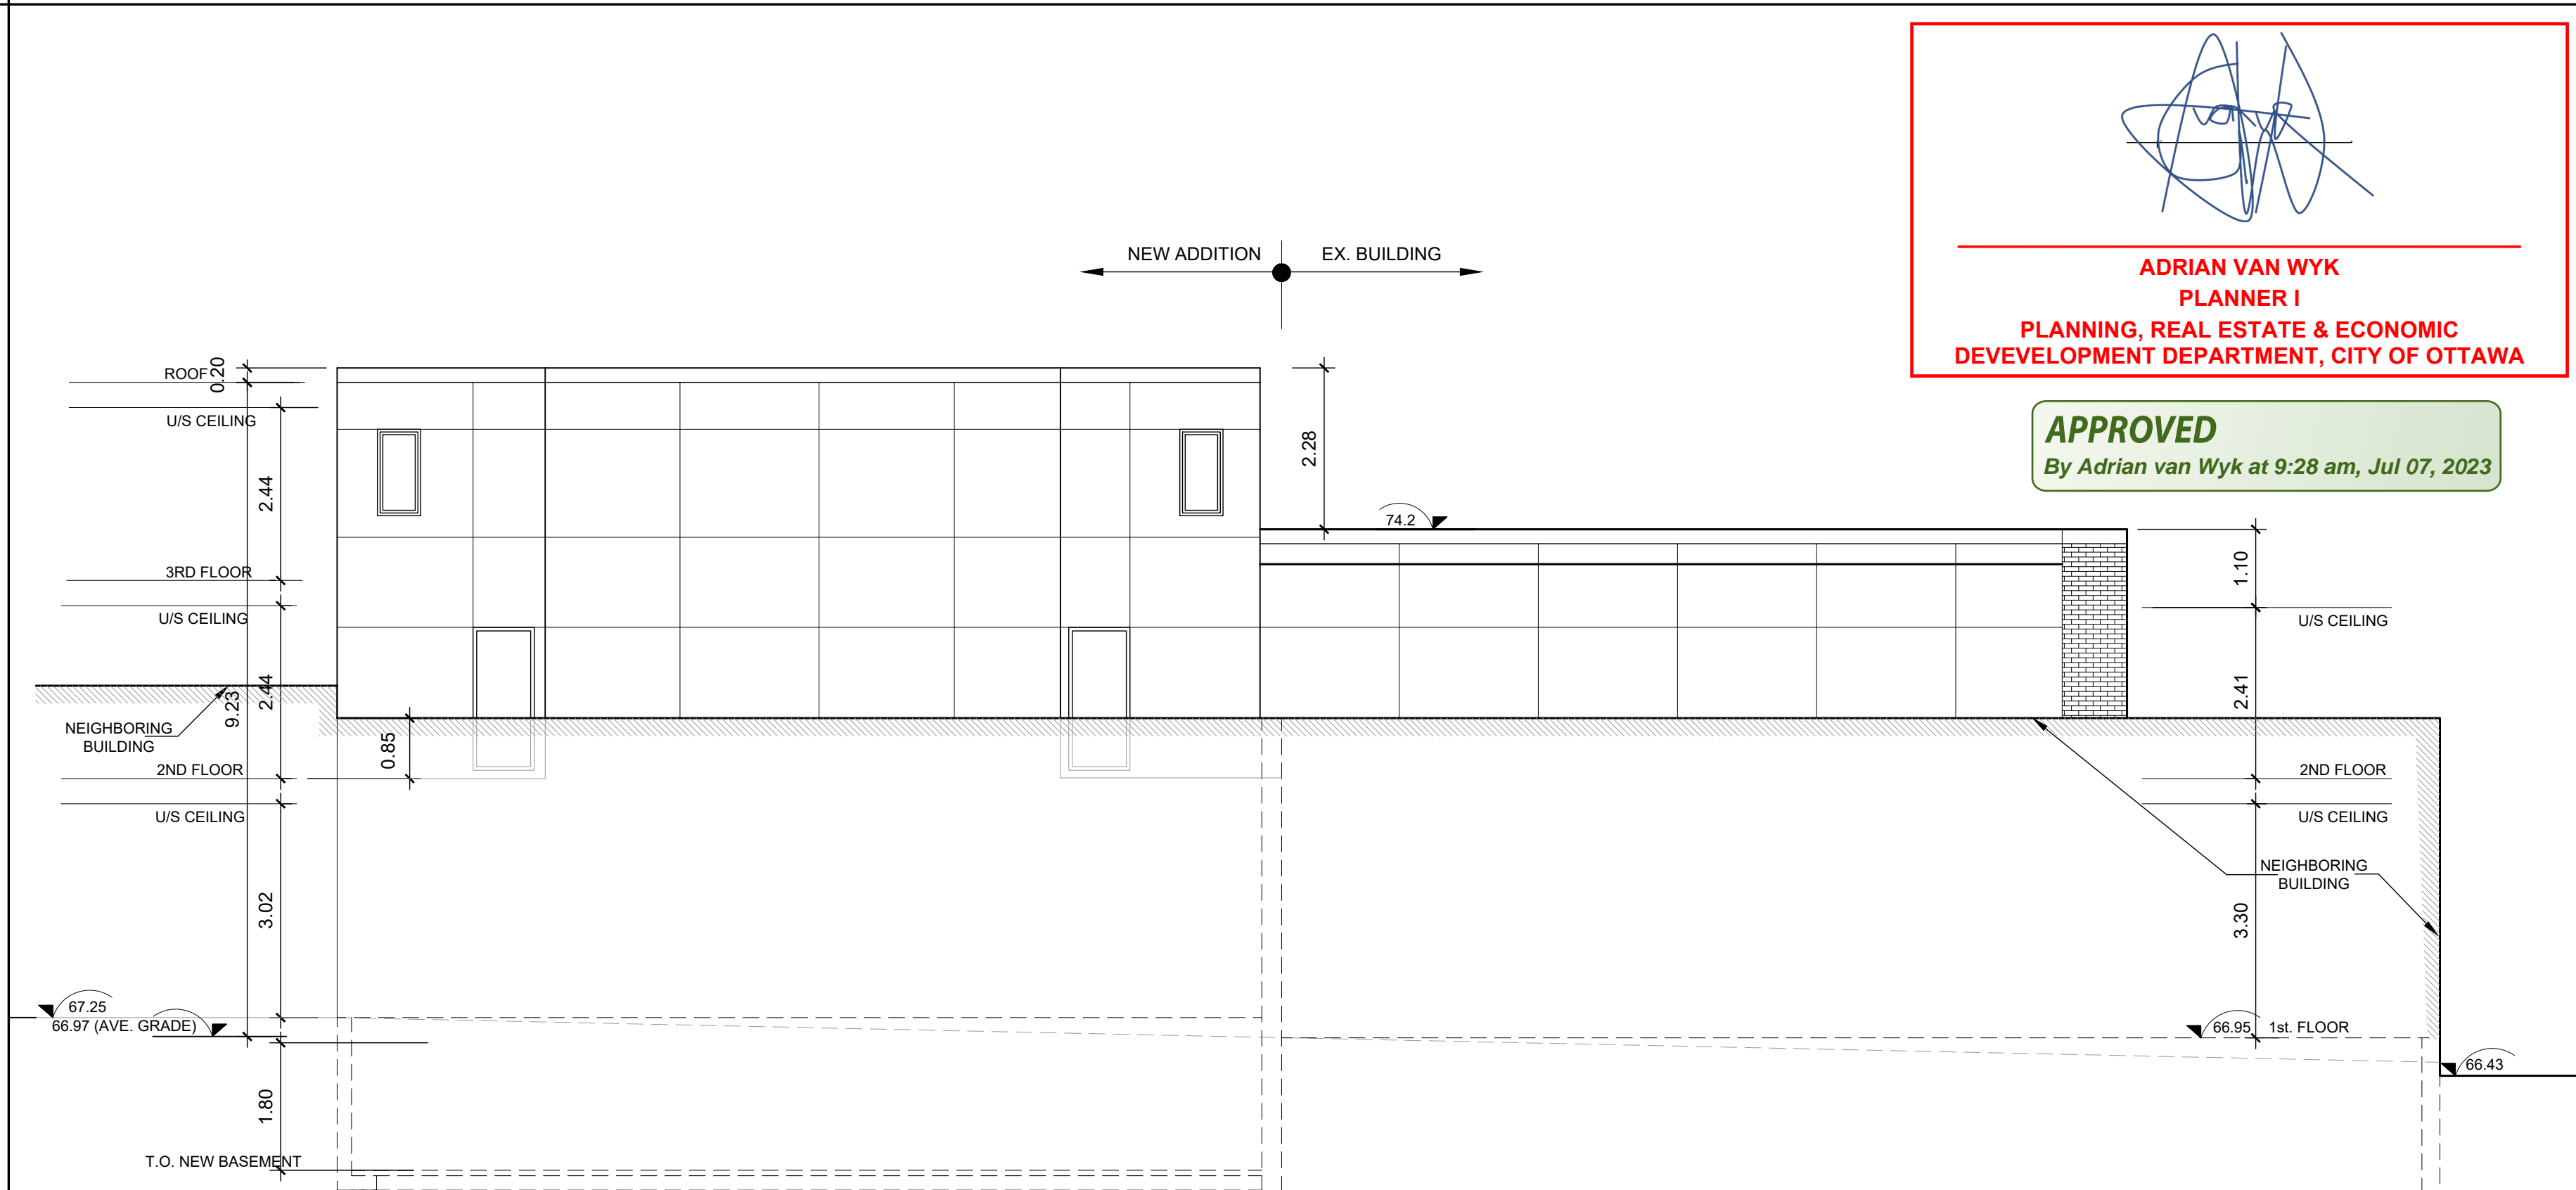 ADRIAN VAN WYK
PLANNER I
PLANNING, REAL ESTATE & ECONOMIC
DEVEVELOPMENT DEPARTMENT, CITY OF OTTAWA
APPROVED
By Adrian van Wyk at 9:28 am, Jul 07, 2023
NEW ADDITION
EX. BUILDING
ROOF
0.20
U/S CEILING
2.44
3RD FLOOR
U/S CEILING
2.44
9.23
NEIGHBORING
BUILDING
0.85
2ND FLOOR
U/S CEILING
3.02
67.25
66.97 (AVE. GRADE)
1.80
T.O. NEW BASEMENT
2.28
74.2
1.10
U/S CEILING
2.41
2ND FLOOR
U/S CEILING
NEIGHBORING
BUILDING
3.30
66.95
1st. FLOOR
66.43